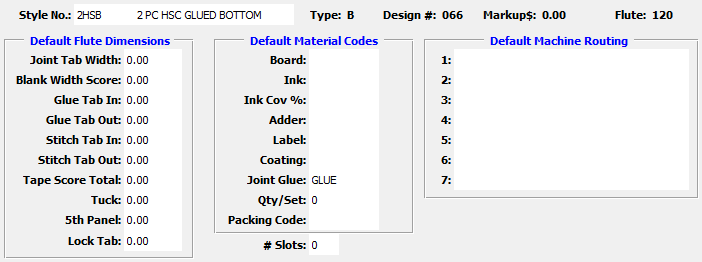 Style No.: 2HSB 2 PC HSC GLUED BOTTOM Type: B Design #: 066 Markup$: 0.00 Flute: 120
Default Flute Dimensions
Joint Tab Width: 0.00
Blank Width Score: 0.00
Glue Tab In: 0.00
Glue Tab Out: 0.00
Stitch Tab In: 0.00
Stitch Tab Out: 0.00
Tape Score Total: 0.00
Tuck: 0.00
5th Panel: 0.00
Lock Tab: 0.00
Default Material Codes
Board:
Ink:
Ink Cov %:
Adder:
Label:
Coating:
Joint Glue: GLUE
Qty/Set: 0
Packing Code:
# Slots: 0
Default Machine Routing
1:
2:
3:
4:
5:
6:
7: